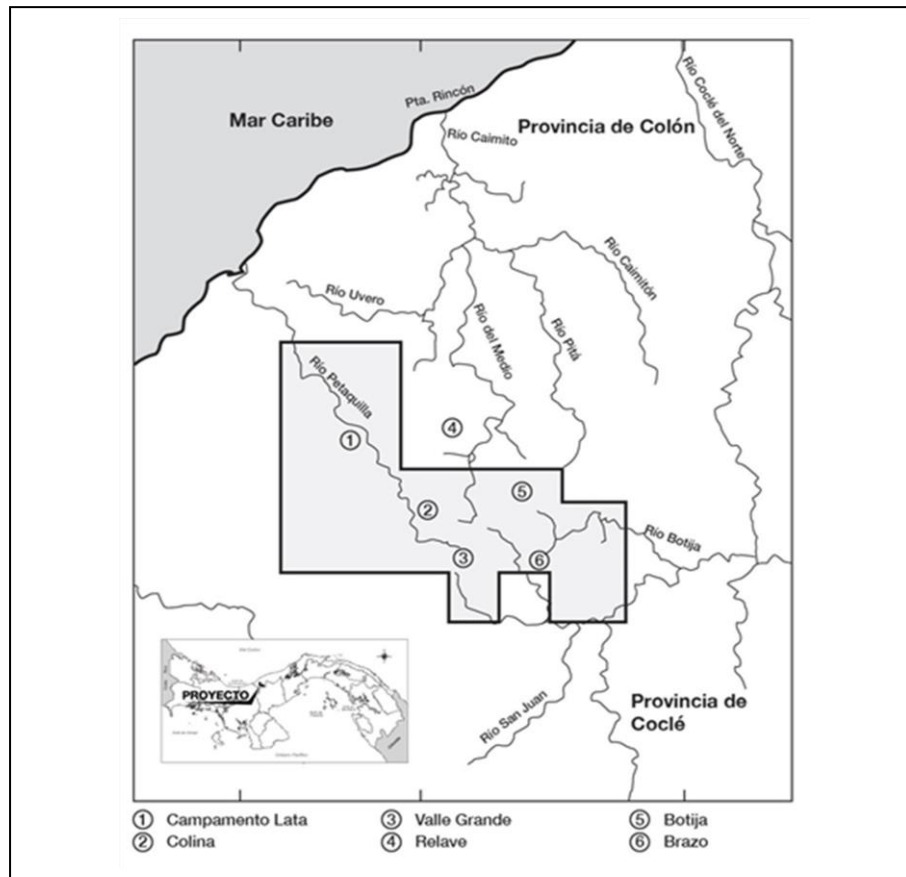 Mar Caribe
Pta. Rincón
Río Caimito
Provincia de Colón
Río Coclé del Norte
Río Uvero
Río del Medio
Río Pitá
Río Caimitón
Río Petaquilla
1
4
2
5
3
6
Río Botija
PROYECTO
Río San Juan
Provincia de
Coclé
1 Campamento Lata
2 Colina
3 Valle Grande
4 Relave
5 Botija
6 Brazo